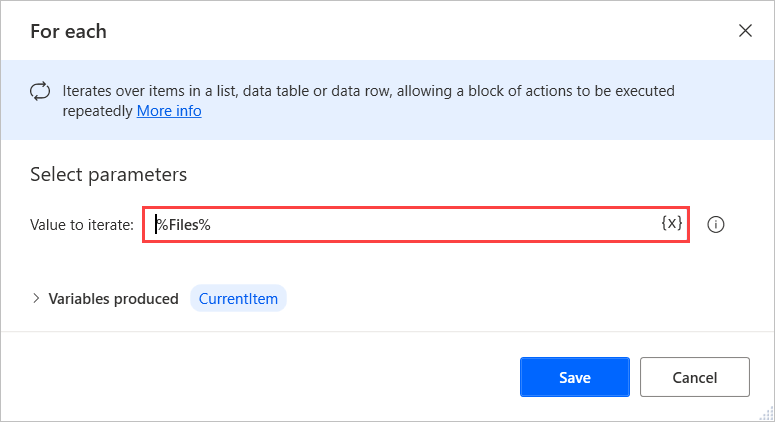 For each
Iterates over items in a list, data table or data row, allowing a block of actions to be executed
repeatedly More info
Select parameters
Value to iterate: %Files% {x}
Variables produced CurrentItem
Save Cancel